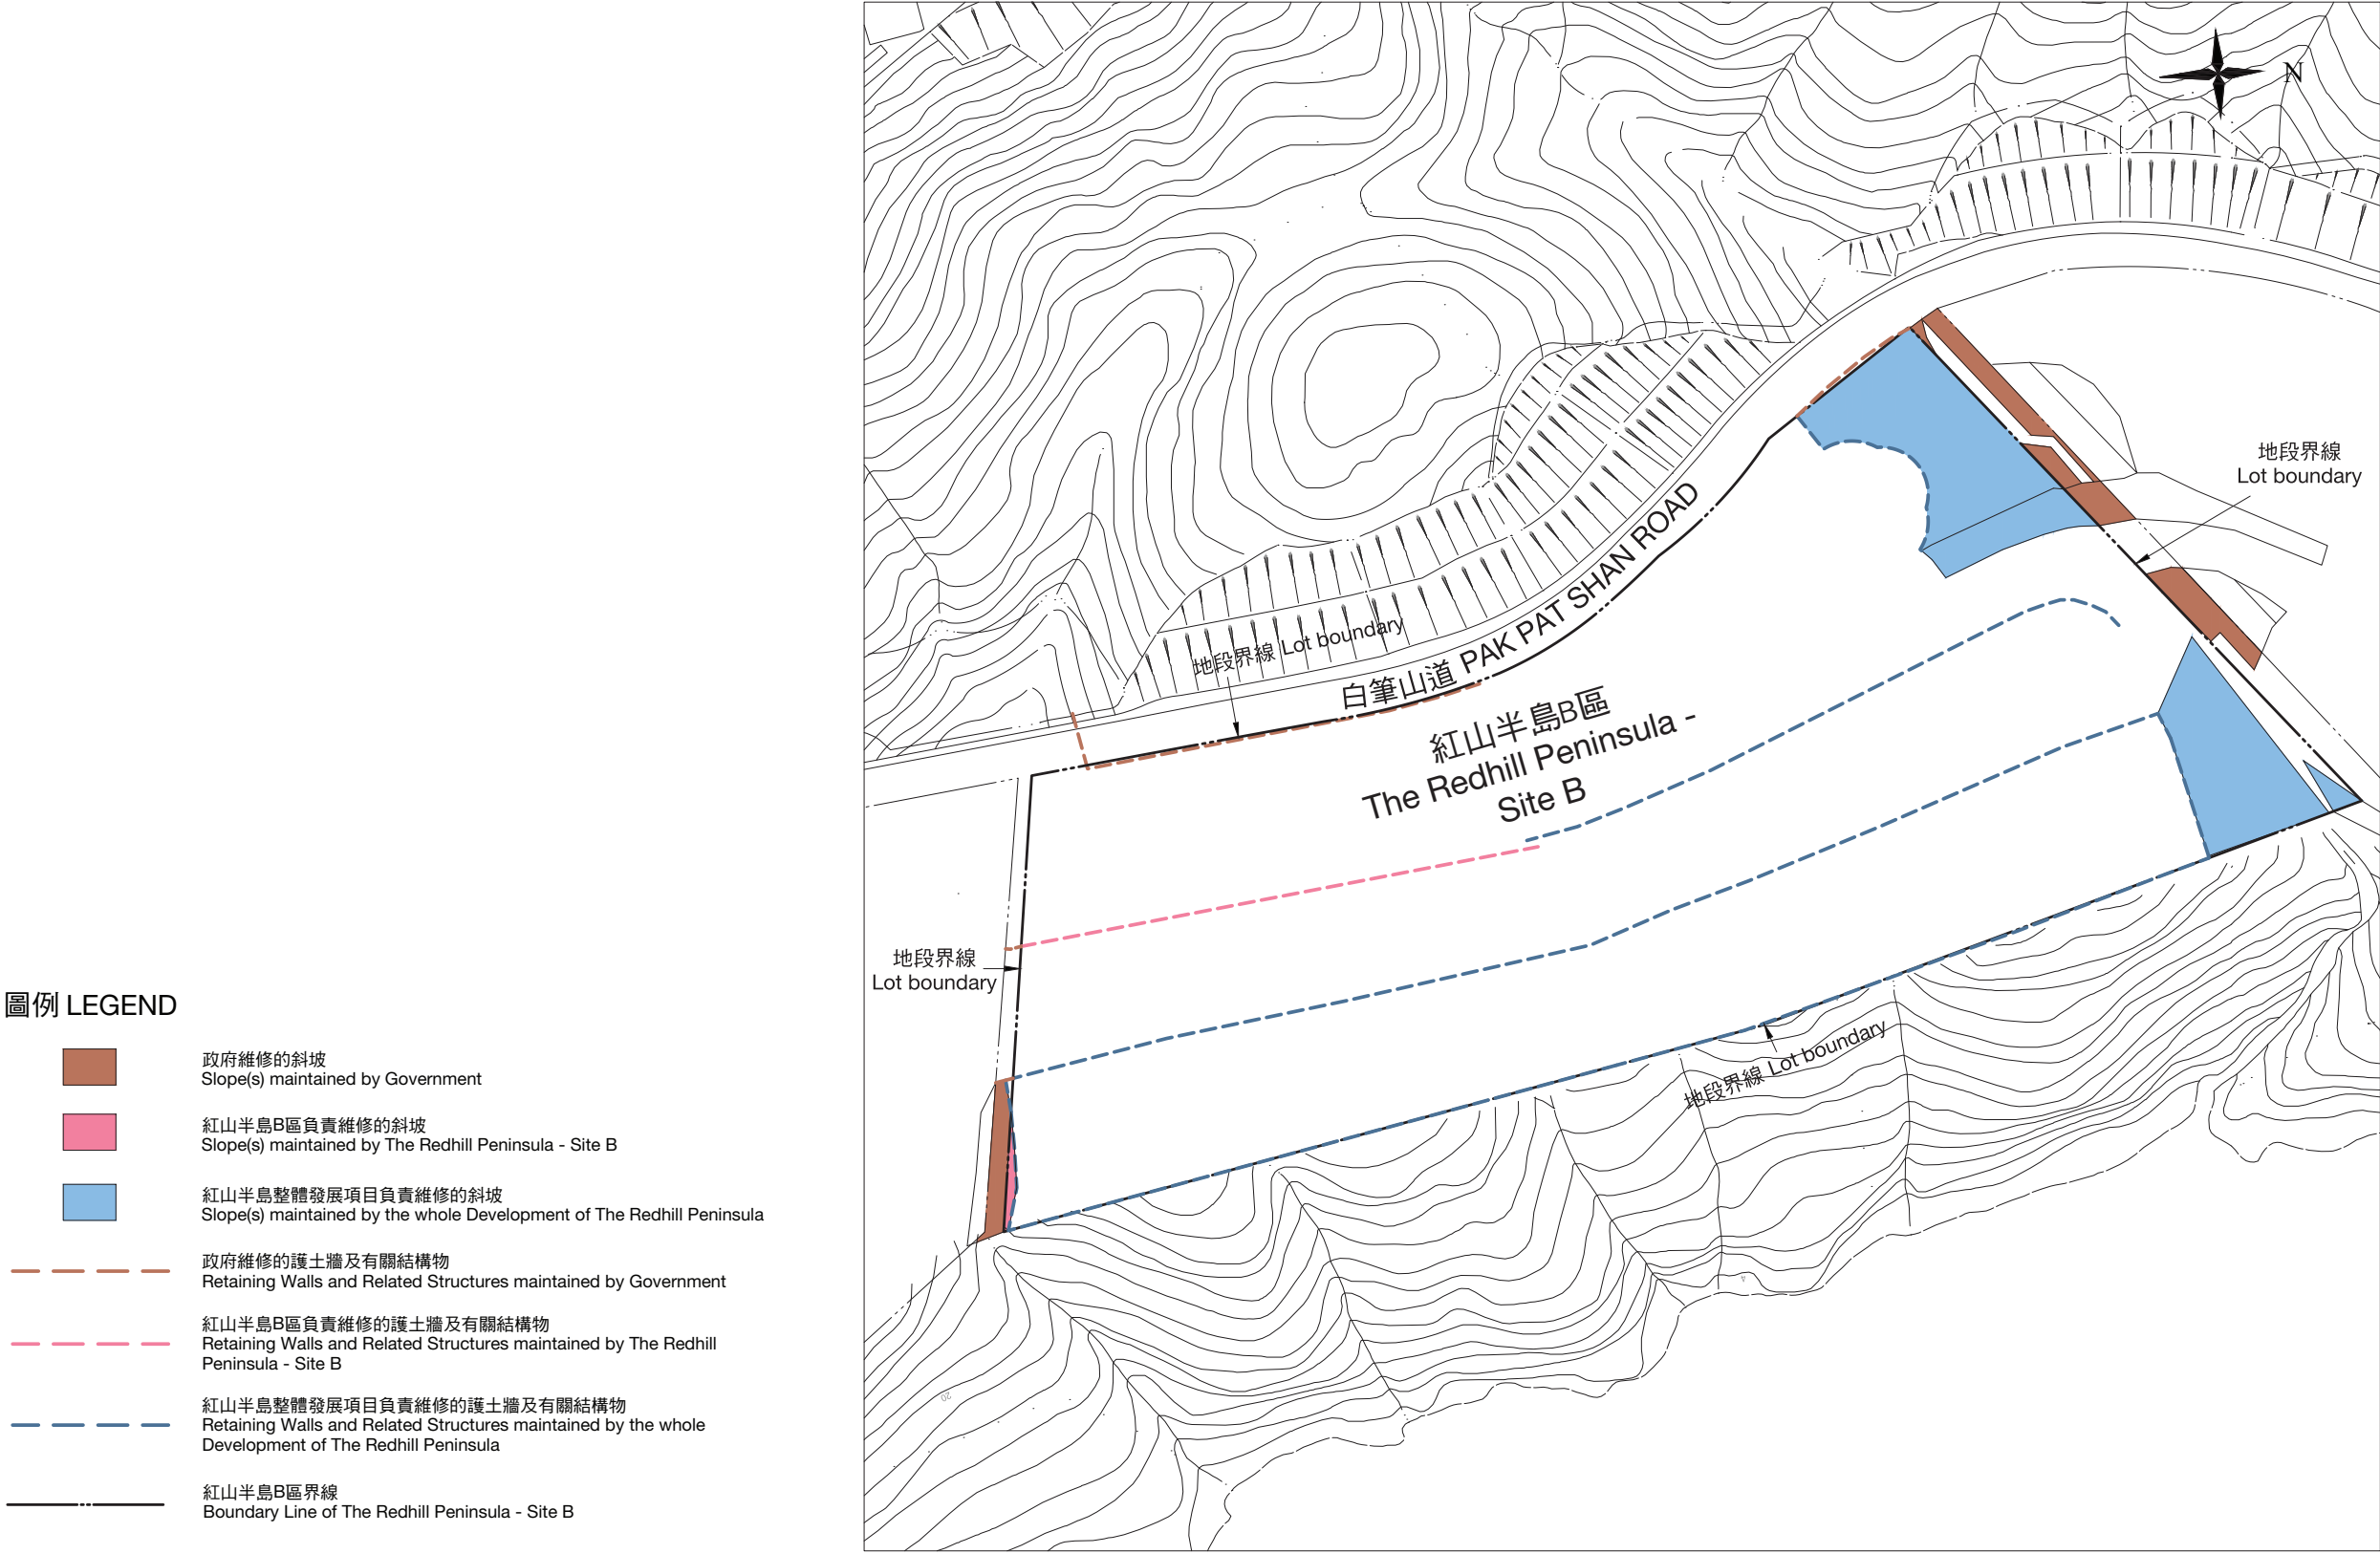 N
地段界線
Lot boundary
地段界線 Lot boundary
白筆山道 PAK PAT SHAN ROAD
紅山半島B區
The Redhill Peninsula -
Site B
地段界線
Lot boundary
地段界線 Lot boundary
20
圖例 LEGEND
政府維修的斜坡
Slope(s) maintained by Government
紅山半島B區負責維修的斜坡
Slope(s) maintained by The Redhill Peninsula - Site B
紅山半島整體發展項目負責維修的斜坡
Slope(s) maintained by the whole Development of The Redhill Peninsula
政府維修的護土牆及有關結構物
Retaining Walls and Related Structures maintained by Government
紅山半島B區負責維修的護土牆及有關結構物
Retaining Walls and Related Structures maintained by The Redhill
Peninsula - Site B
紅山半島整體發展項目負責維修的護土牆及有關結構物
Retaining Walls and Related Structures maintained by the whole
Development of The Redhill Peninsula
紅山半島B區界線
Boundary Line of The Redhill Peninsula - Site B